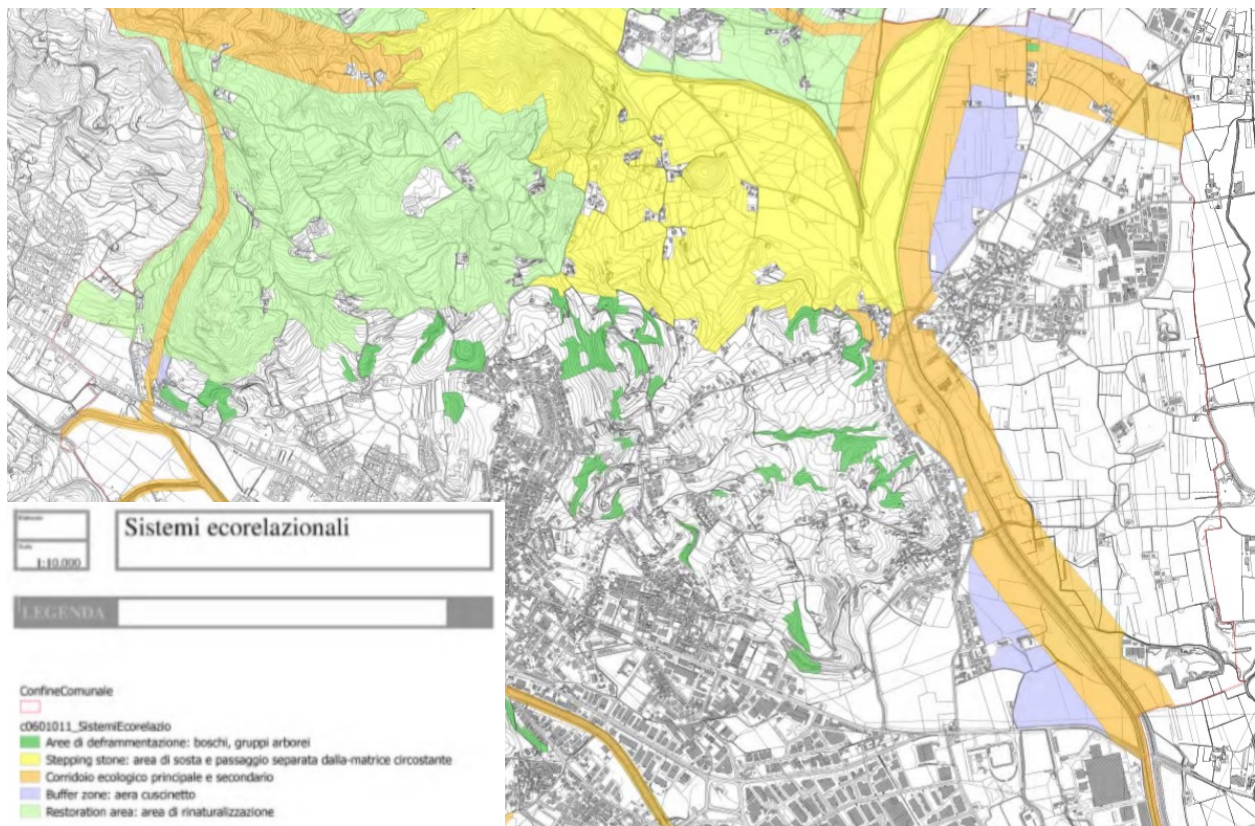 Sistemi ecorelazionali
Scala
1:10.000
LEGENDA
ConfineComunale
c0601011_SistemiEcorelazio
Aree di deframmentazione: boschi, gruppi arborei
Stepping stone: area di sosta e passaggio separata dalla-matrice circostante
Corridoio ecologico principale e secondario
Buffer zone: aera cuscinetto
Restoration area: area di rinaturalizzazione